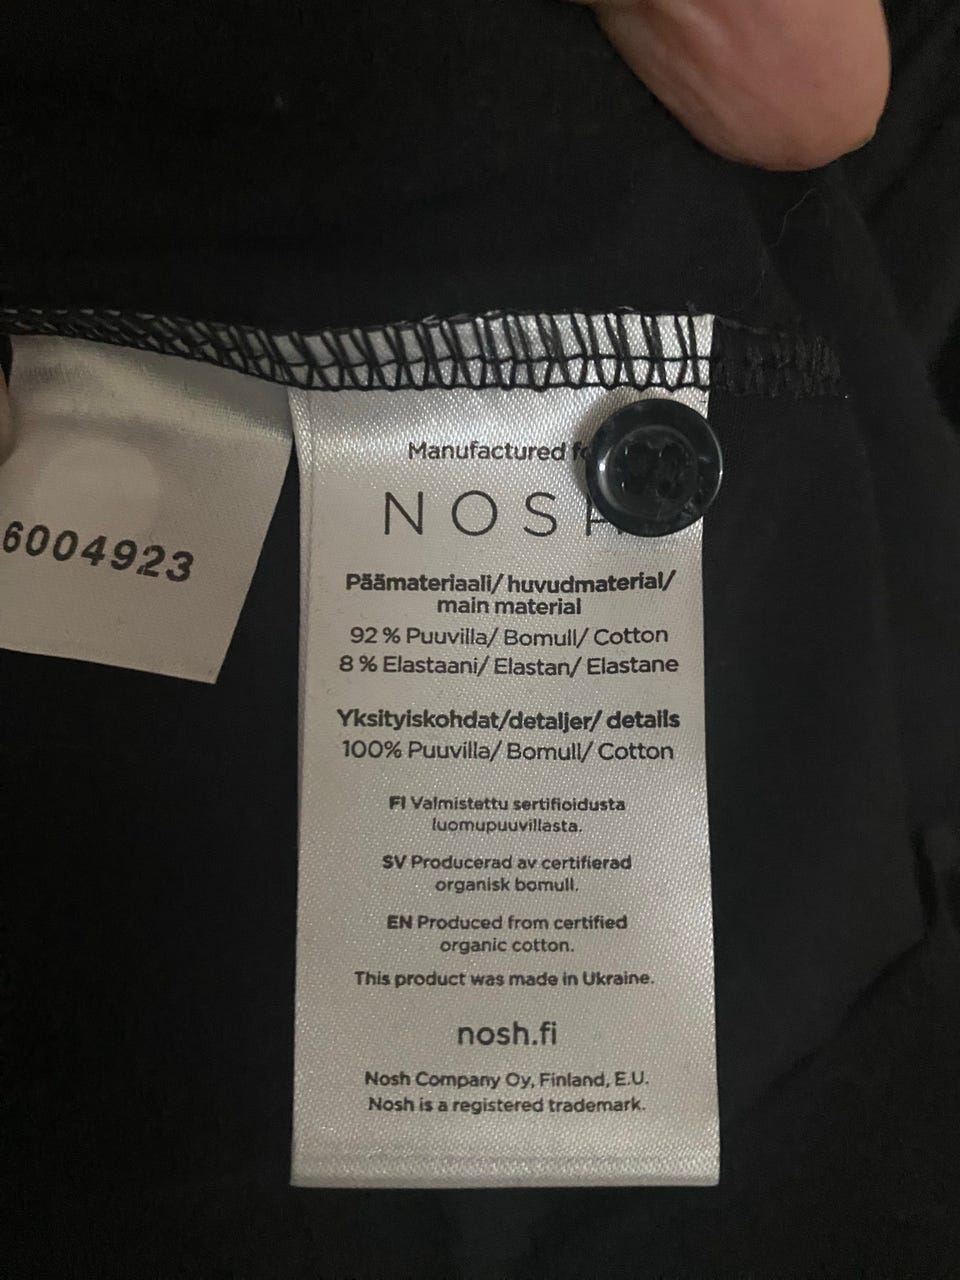 6004923
Manufactured
NOSH
Päämateriaali/ huvudmaterial/
main material
92 % Puuvilla/ Bomull/ Cotton
8 % Elastaani/ Elastan/ Elastane
Yksityiskohdat/detaljer/ details
100% Puuvilla/ Bomull/ Cotton
FI Valmistettu sertifioidusta
luomupuuvillasta.
SV Producerad av certifierad
organisk bomull.
EN Produced from certified
organic cotton.
This product was made in Ukraine.
nosh.fi
Nosh Company Oy, Finland, E.U.
Nosh is a registered trademark.